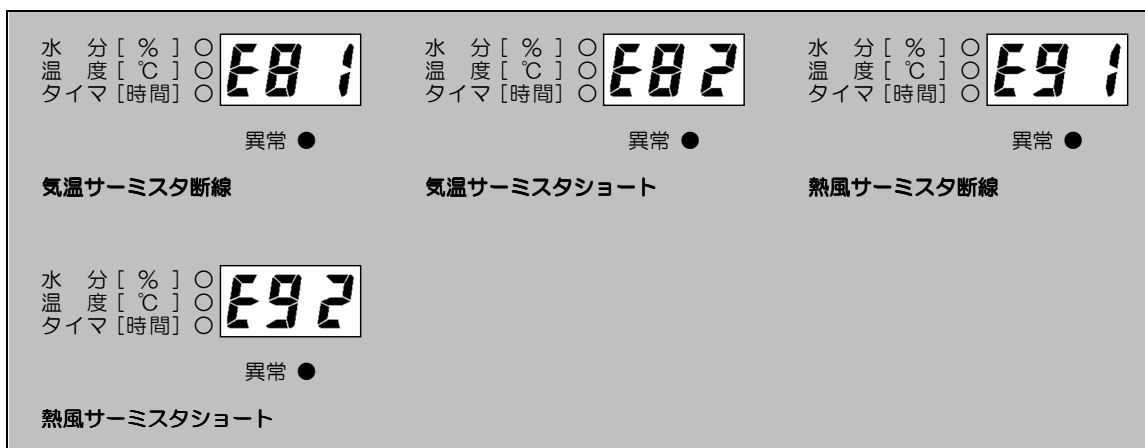 水　分[ % ] ○ E81
温　度[ ℃ ] ○
タイマ[時間] ○
異常 ●
気温サーミスタ断線
水　分[ % ] ○ E82
温　度[ ℃ ] ○
タイマ[時間] ○
異常 ●
気温サーミスタショート
水　分[ % ] ○ E91
温　度[ ℃ ] ○
タイマ[時間] ○
異常 ●
熱風サーミスタ断線
水　分[ % ] ○ E92
温　度[ ℃ ] ○
タイマ[時間] ○
異常 ●
熱風サーミスタショート